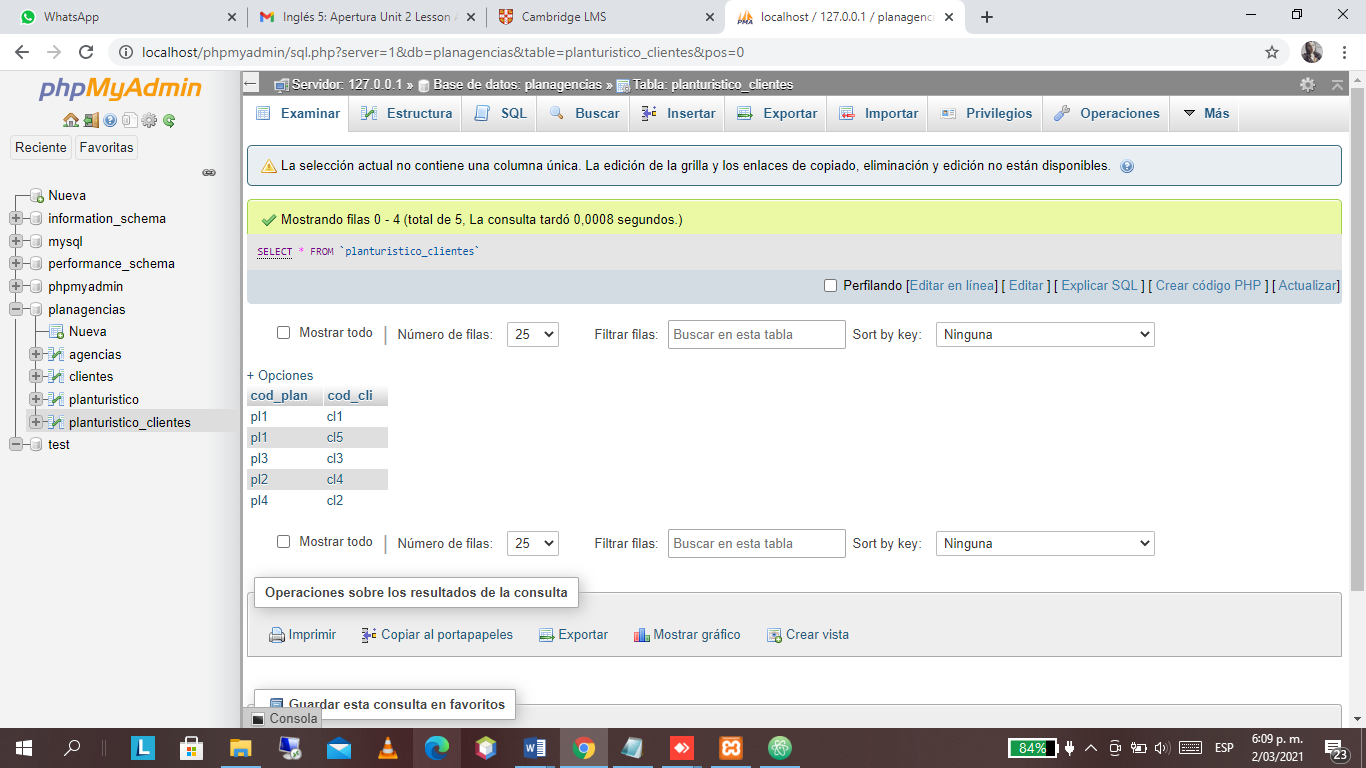 WhatsApp
Inglés 5: Apertura Unit 2 Lesson
Cambridge LMS
localhost / 127.0.0.1 / planagenci
localhost/phpmyadmin/sql.php?server=1&db=planagencias&table=planturistico_clientes&pos=0
phpMyAdmin
Reciente Favoritas
Nueva
information_schema
mysql
performance_schema
phpmyadmin
planagencias
Nueva
agencias
clientes
planturistico
planturistico_clientes
test
Servidor: 127.0.0.1 » Base de datos: planagencias » Tabla: planturistico_clientes
Examinar Estructura SQL Buscar Insertar Exportar Importar Privilegios Operaciones Más
La selección actual no contiene una columna única. La edición de la grilla y los enlaces de copiado, eliminación y edición no están disponibles.
Mostrando filas 0 - 4 (total de 5, La consulta tardó 0,0008 segundos.)
SELECT * FROM `planturistico_clientes`
Perfilando [Editar en línea] [ Editar ] [ Explicar SQL ] [ Crear código PHP ] [ Actualizar]
Mostrar todo | Número de filas: 25 Filtrar filas: Buscar en esta tabla Sort by key: Ninguna
+ Opciones
cod_plan cod_cli
pl1 cl1
pl1 cl5
pl3 cl3
pl2 cl4
pl4 cl2
Mostrar todo | Número de filas: 25 Filtrar filas: Buscar en esta tabla Sort by key: Ninguna
Operaciones sobre los resultados de la consulta
Imprimir Copiar al portapapeles Exportar Mostrar gráfico Crear vista
Guardar esta consulta en favoritos
Consola
84% ESP 6:09 p. m.
2/03/2021
23